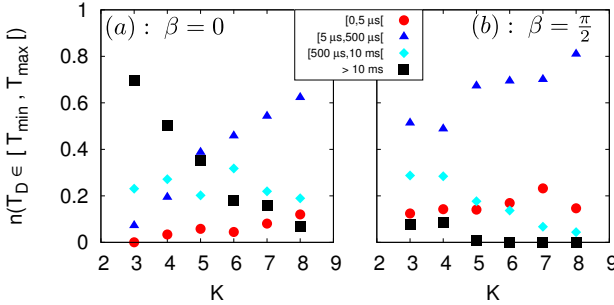 (a) : β = 0
(b) : β = π/2
[0,5 μs[
[5 μs,500 μs[
[500 μs,10 ms[
> 10 ms
n(T_D ∈ [ T_min , T_max [)
1
0.8
0.6
0.4
0.2
0
2 3 4 5 6 7 8 9
2 3 4 5 6 7 8 9
K
K